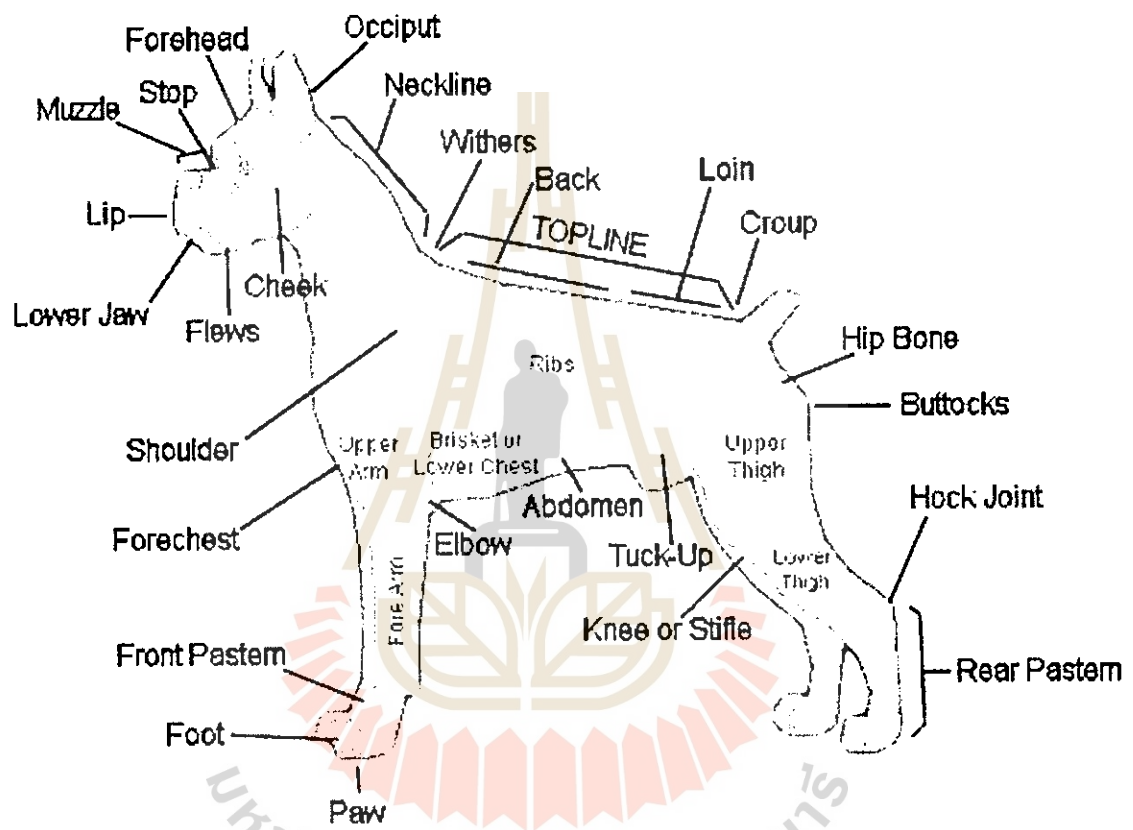 Forehead
Occiput
Stop
Muzzle
Neckline
Withers
Back
Loin
TOPLINE
Croup
Lip
Cheek
Lower Jaw
Flews
Hip Bone
Ribs
Buttocks
Shoulder
Upper
Arm
Brisket or
Lower Chest
Upper
Thigh
Abdomen
Hock Joint
Forechest
Elbow
Tuck-Up
Lower
Thigh
Fore Arm
Knee or Stifle
Front Pastern
Rear Pastern
Foot
Paw